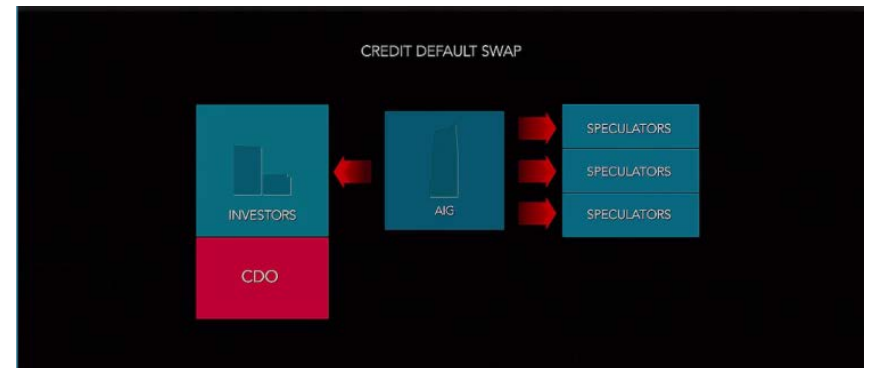 CREDIT DEFAULT SWAP
INVESTORS
CDO
AIG
SPECULATORS
SPECULATORS
SPECULATORS